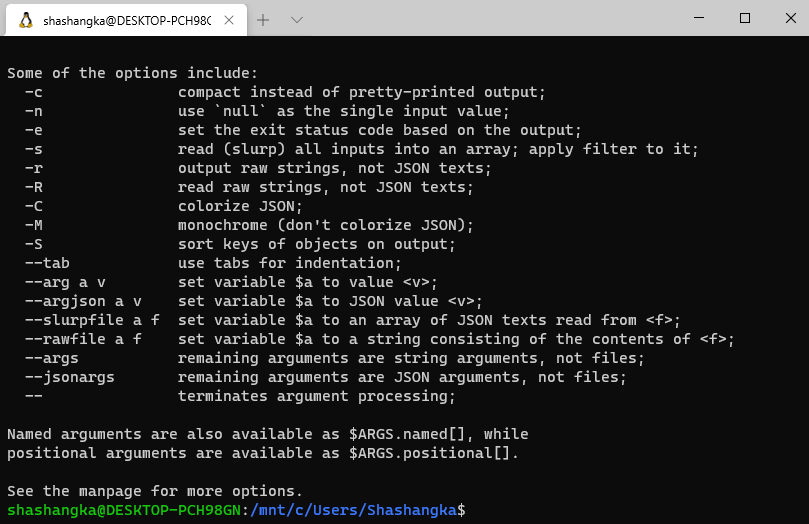 shashangka@DESKTOP-PCH98G
Some of the options include:
-c compact instead of pretty-printed output;
-n use `null` as the single input value;
-e set the exit status code based on the output;
-s read (slurp) all inputs into an array; apply filter to it;
-r output raw strings, not JSON texts;
-R read raw strings, not JSON texts;
-C colorize JSON;
-M monochrome (don't colorize JSON);
-S sort keys of objects on output;
--tab use tabs for indentation;
--arg a v set variable $a to value <v>;
--argjson a v set variable $a to JSON value <v>;
--slurpfile a f set variable $a to an array of JSON texts read from <f>;
--rawfile a f set variable $a to a string consisting of the contents of <f>;
--args remaining arguments are string arguments, not files;
--jsonargs remaining arguments are JSON arguments, not files;
-- terminates argument processing;
Named arguments are also available as $ARGS.named[], while
positional arguments are available as $ARGS.positional[].
See the manpage for more options.
shashangka@DESKTOP-PCH98GN:/mnt/c/Users/Shashangka$